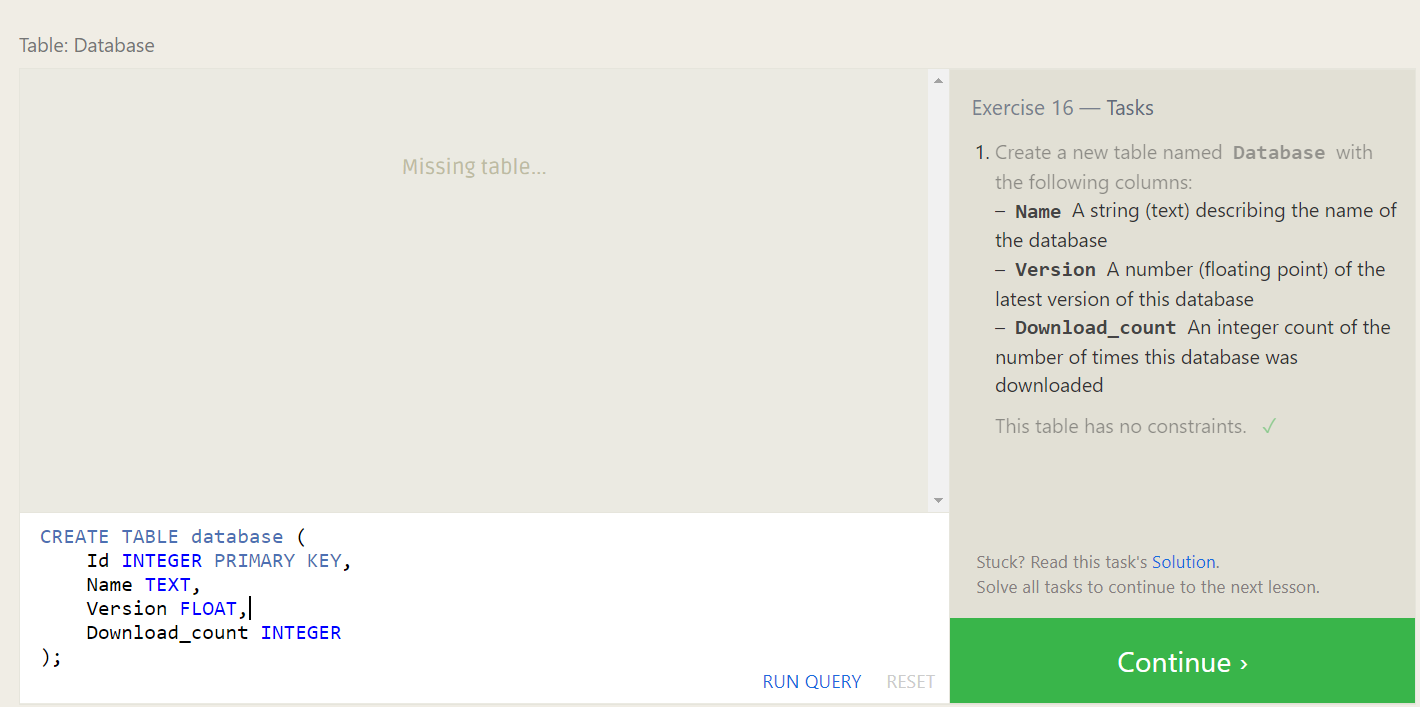 Table: Database
Missing table...
CREATE TABLE database (
    Id INTEGER PRIMARY KEY,
    Name TEXT,
    Version FLOAT,
    Download_count INTEGER
);
RUN QUERY RESET
Exercise 16 — Tasks
1. Create a new table named Database with
the following columns:
– Name A string (text) describing the name of
the database
– Version A number (floating point) of the
latest version of this database
– Download_count An integer count of the
number of times this database was
downloaded
This table has no constraints. ✓
Stuck? Read this task's Solution.
Solve all tasks to continue to the next lesson.
Continue ›